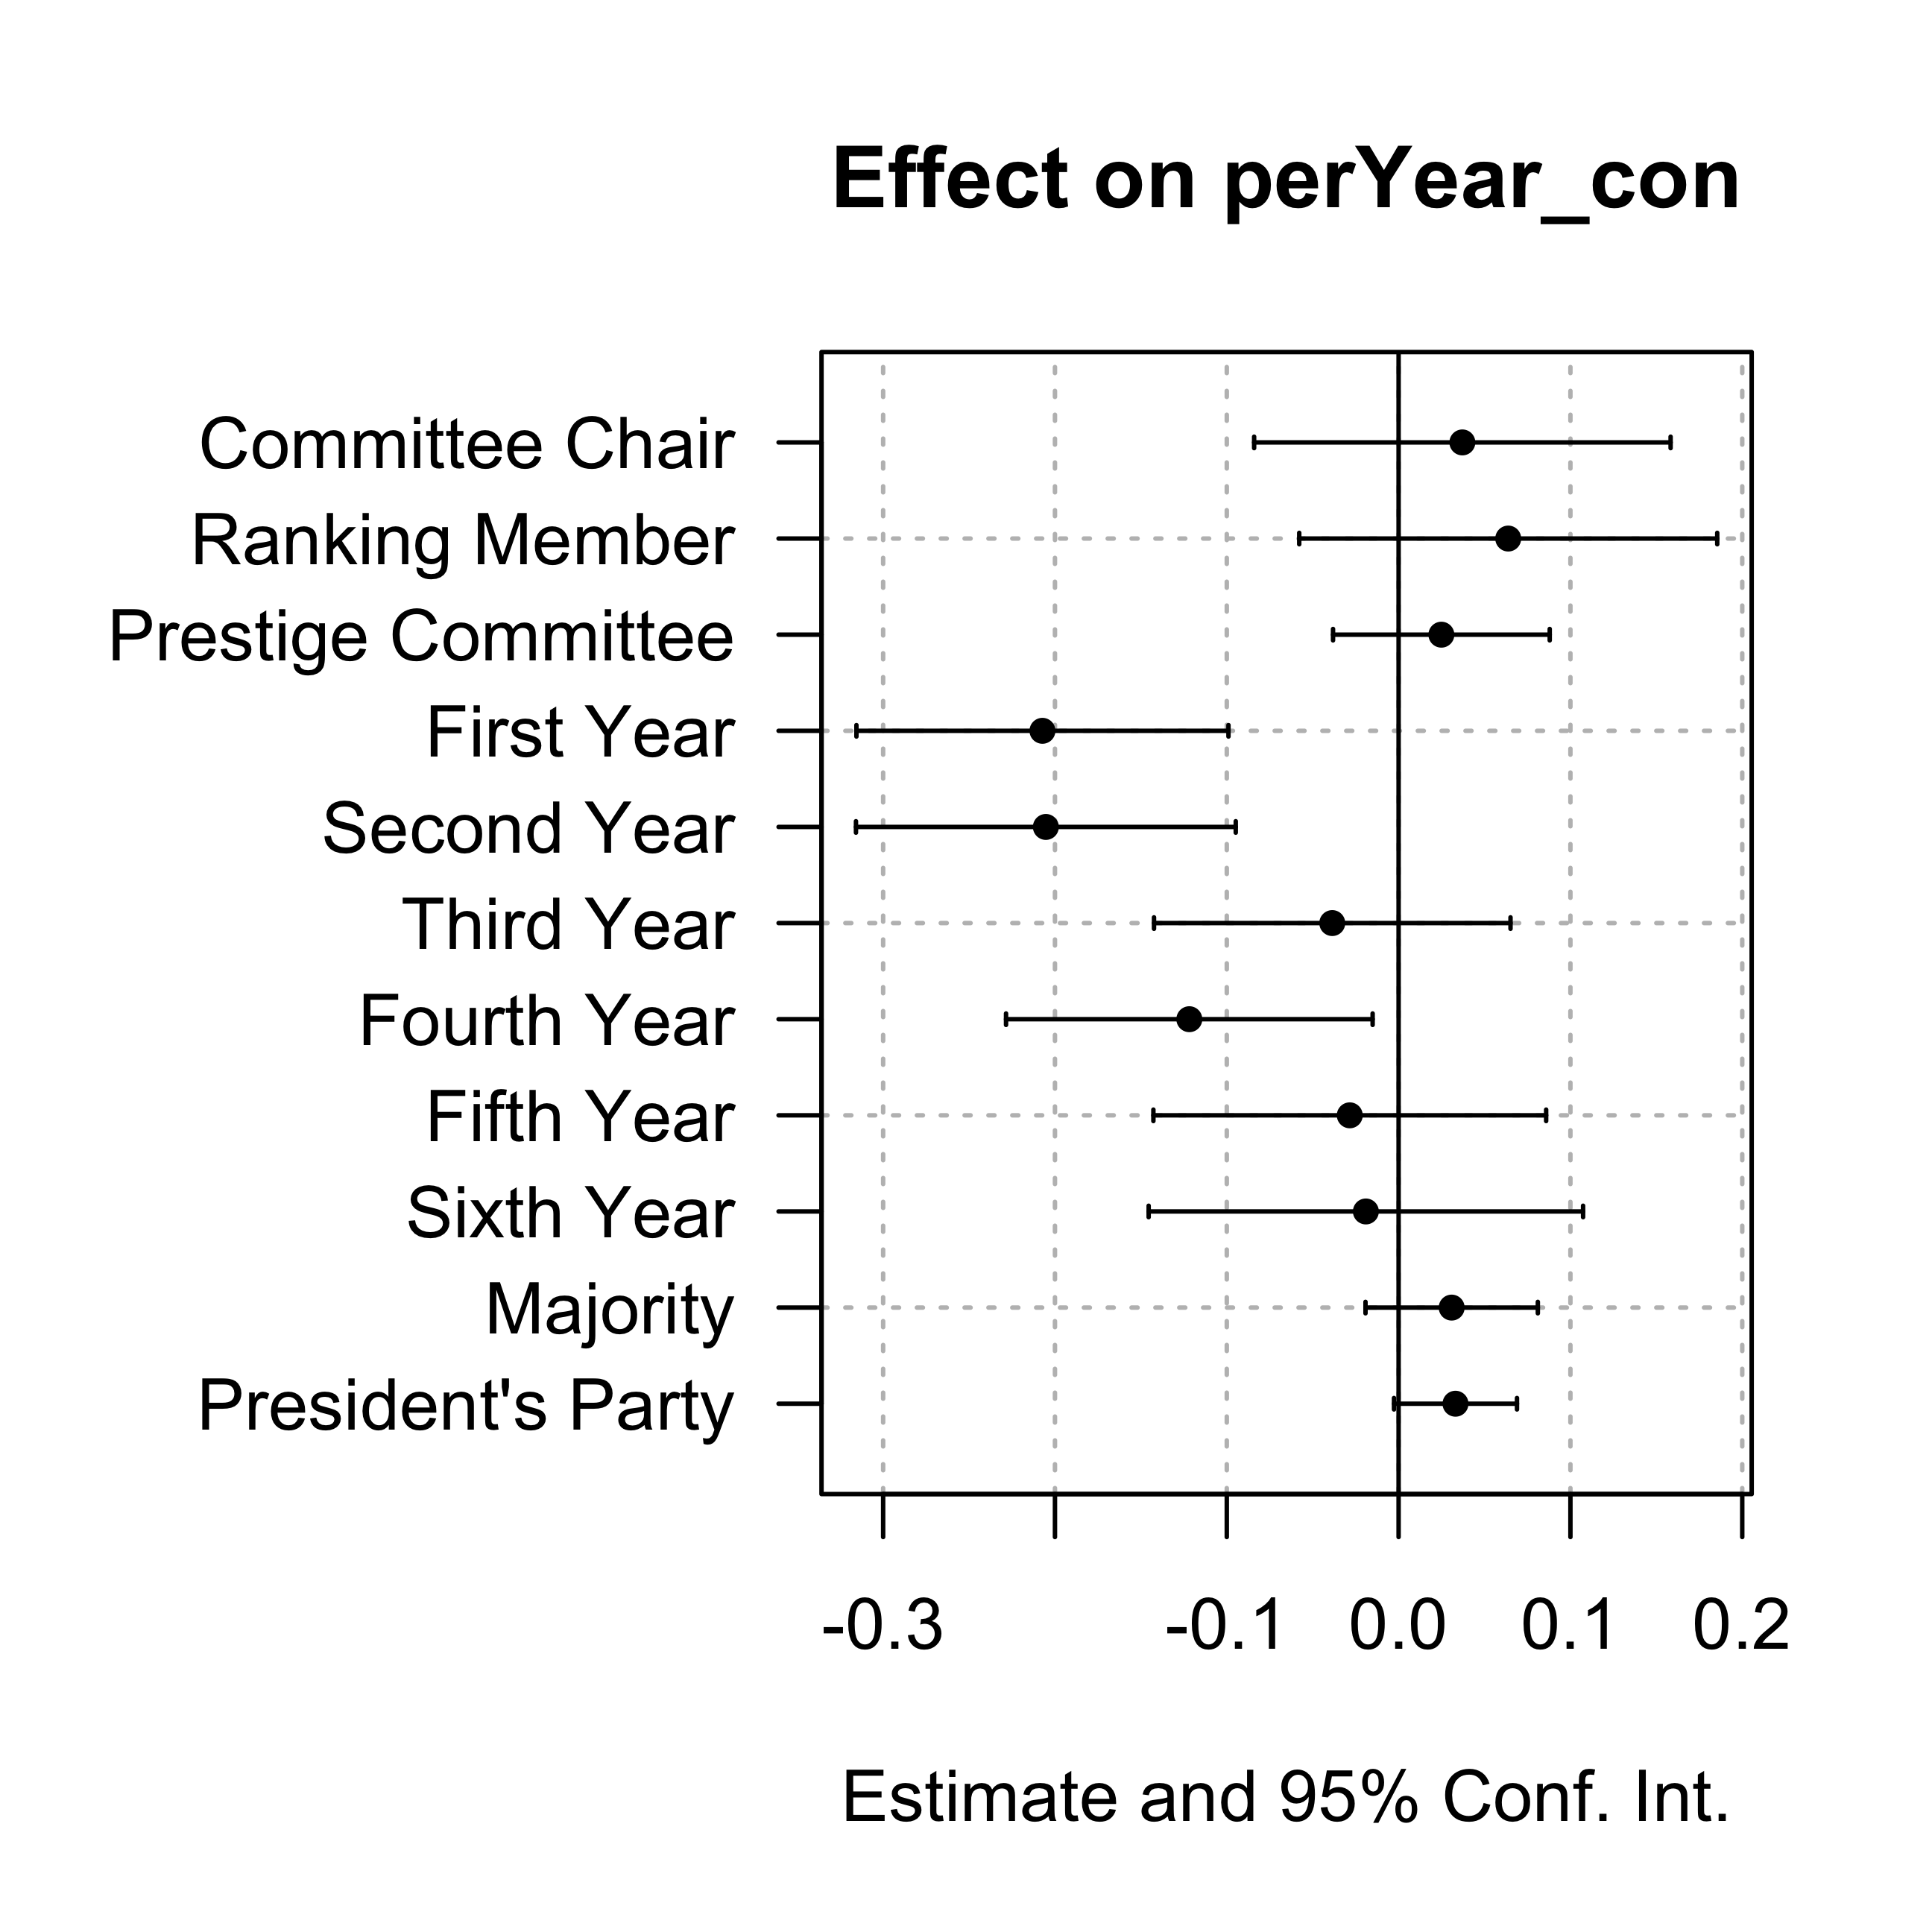 Effect on perYear_con
Committee Chair
Ranking Member
Prestige Committee
First Year
Second Year
Third Year
Fourth Year
Fifth Year
Sixth Year
Majority
President's Party
-0.3 -0.1 0.0 0.1 0.2
Estimate and 95% Conf. Int.